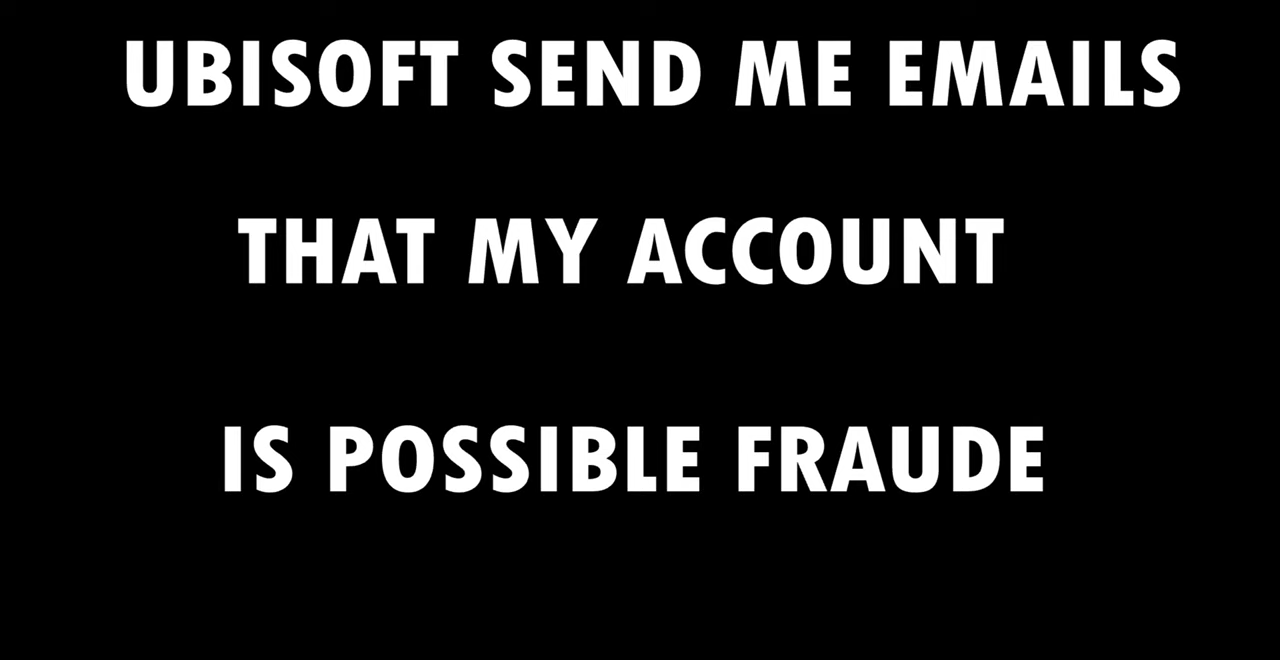 UBISOFT SEND ME EMAILS
THAT MY ACCOUNT
IS POSSIBLE FRAUDE